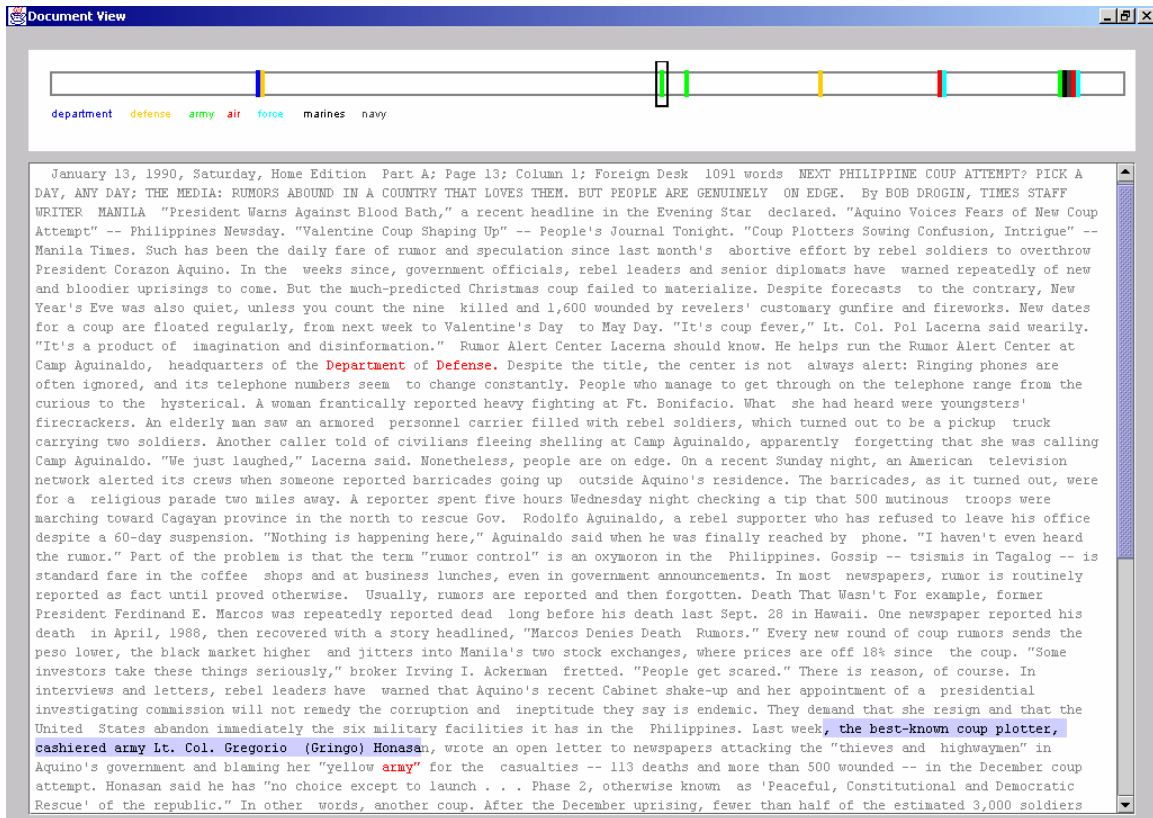 Document View
department defense army air force marines navy
January 13, 1990, Saturday, Home Edition Part A; Page 13; Column 1; Foreign Desk 1091 words NEXT PHILIPPINE COUP ATTEMPT? PICK A
DAY, ANY DAY; THE MEDIA: RUMORS ABOUND IN A COUNTRY THAT LOVES THEM. BUT PEOPLE ARE GENUINELY ON EDGE. By BOB DROGIN, TIMES STAFF
WRITER MANILA "President Warns Against Blood Bath," a recent headline in the Evening Star declared. "Aquino Voices Fears of New Coup
Attempt" -- Philippines Newsday. "Valentine Coup Shaping Up" -- People's Journal Tonight. "Coup Plotters Sowing Confusion, Intrigue" --
Manila Times. Such has been the daily fare of rumor and speculation since last month's abortive effort by rebel soldiers to overthrow
President Corazon Aquino. In the weeks since, government officials, rebel leaders and senior diplomats have warned repeatedly of new
and bloodier uprisings to come. But the much-predicted Christmas coup failed to materialize. Despite forecasts to the contrary, New
Year's Eve was also quiet, unless you count the nine killed and 1,600 wounded by revelers' customary gunfire and fireworks. New dates
for a coup are floated regularly, from next week to Valentine's Day to May Day. "It's coup fever," Lt. Col. Pol Lacerna said wearily.
"It's a product of imagination and disinformation." Rumor Alert Center Lacerna should know. He helps run the Rumor Alert Center at
Camp Aguinaldo, headquarters of the Department of Defense. Despite the title, the center is not always alert: Ringing phones are
often ignored, and its telephone numbers seem to change constantly. People who manage to get through on the telephone range from the
curious to the hysterical. A woman frantically reported heavy fighting at Ft. Bonifacio. What she had heard were youngsters'
firecrackers. An elderly man saw an armored personnel carrier filled with rebel soldiers, which turned out to be a pickup truck
carrying two soldiers. Another caller told of civilians fleeing shelling at Camp Aguinaldo, apparently forgetting that she was calling
Camp Aguinaldo. "We just laughed," Lacerna said. Nonetheless, people are on edge. On a recent Sunday night, an American television
network alerted its crews when someone reported barricades going up outside Aquino's residence. The barricades, as it turned out, were
for a religious parade two miles away. A reporter spent five hours Wednesday night checking a tip that 500 mutinous troops were
marching toward Cagayan province in the north to rescue Gov. Rodolfo Aguinaldo, a rebel supporter who has refused to leave his office
despite a 60-day suspension. "Nothing is happening here," Aguinaldo said when he was finally reached by phone. "I haven't even heard
the rumor." Part of the problem is that the term "rumor control" is an oxymoron in the Philippines. Gossip -- tsismis in Tagalog -- is
standard fare in the coffee shops and at business lunches, even in government announcements. In most newspapers, rumor is routinely
reported as fact until proved otherwise. Usually, rumors are reported and then forgotten. Death That Wasn't For example, former
President Ferdinand E. Marcos was repeatedly reported dead long before his death last Sept. 28 in Hawaii. One newspaper reported his
death in April, 1988, then recovered with a story headlined, "Marcos Denies Death Rumors." Every new round of coup rumors sends the
peso lower, the black market higher and jitters into Manila's two stock exchanges, where prices are off 18% since the coup. "Some
investors take these things seriously," broker Irving I. Ackerman fretted. "People get scared." There is reason, of course. In
interviews and letters, rebel leaders have warned that Aquino's recent Cabinet shake-up and her appointment of a presidential
investigating commission will not remedy the corruption and ineptitude they say is endemic. They demand that she resign and that the
United States abandon immediately the six military facilities it has in the Philippines. Last week, the best-known coup plotter,
cashiered army Lt. Col. Gregorio (Gringo) Honasan, wrote an open letter to newspapers attacking the "thieves and highwaymen" in
Aquino's government and blaming her "yellow army" for the casualties -- 113 deaths and more than 500 wounded -- in the December coup
attempt. Honasan said he has "no choice except to launch . . . Phase 2, otherwise known as 'Peaceful, Constitutional and Democratic
Rescue' of the republic." In other words, another coup. After the December uprising, fewer than half of the estimated 3,000 soldiers